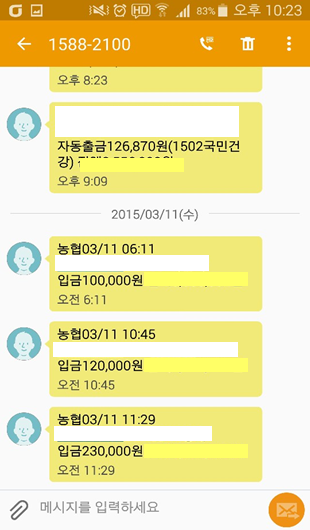 83% 오후 10:23
1588-2100
오후 8:23
자동출금126,870원(1502국민건
강)
오후 9:09
2015/03/11(수)
농협03/11 06:11
입금100,000원
오전 6:11
농협03/11 10:45
입금120,000원
오전 10:45
농협03/11 11:29
입금230,000원
오전 11:29
메시지를 입력하세요